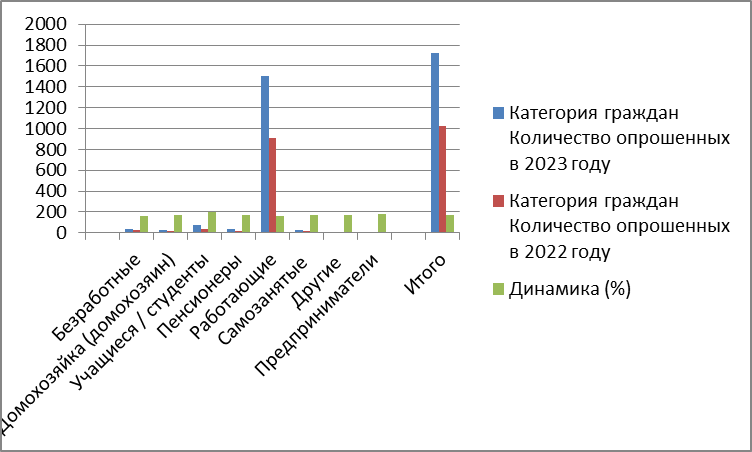 2000
1800
1600
1400
1200
1000
800
600
400
200
0
Безработные
Домохозяйка (домохозяин)
Учащиеся / студенты
Пенсионеры
Работающие
Самозанятые
Другие
Предприниматели
Итого
Категория граждан
Количество опрошенных
в 2023 году
Категория граждан
Количество опрошенных
в 2022 году
Динамика (%)